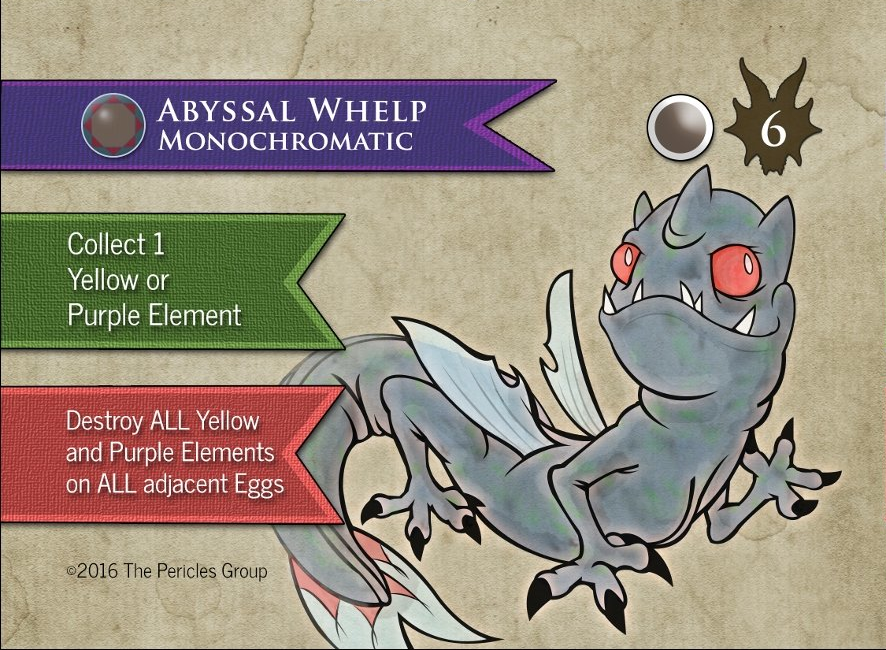 Abyssal Whelp
Monochromatic
6
Collect 1
Yellow or
Purple Element
Destroy ALL Yellow
and Purple Elements
on ALL adjacent Eggs
©2016 The Pericles Group